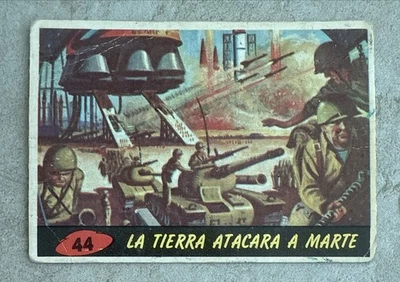 44 LA TIERRA ATACARA A MARTE